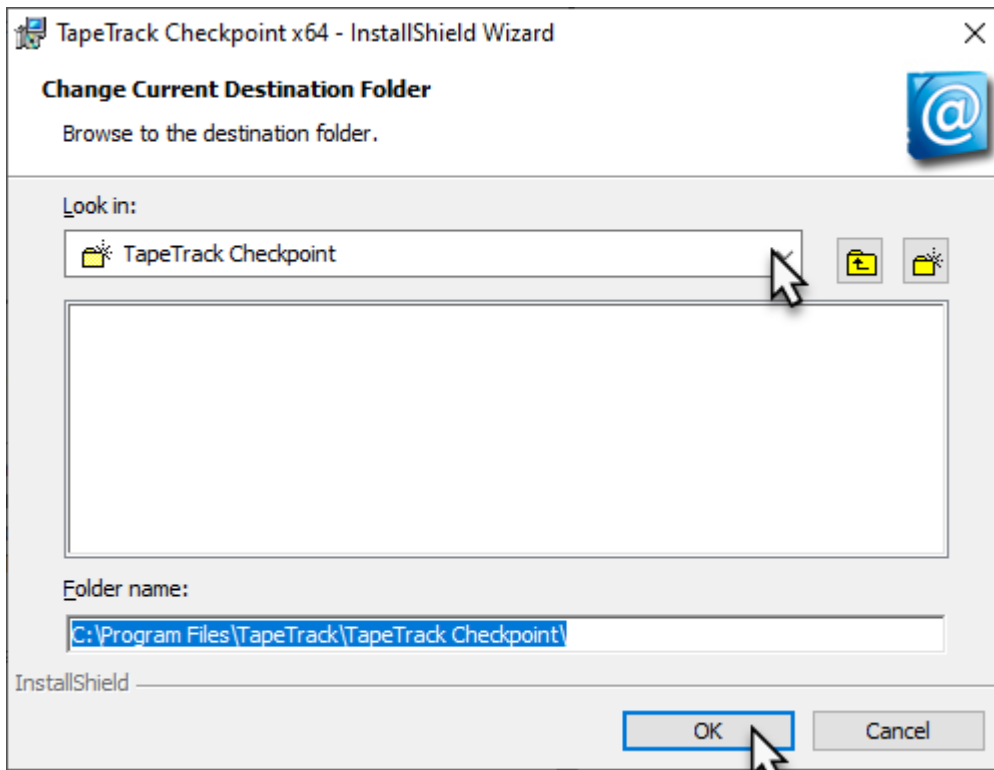 TapeTrack Checkpoint x64 - InstallShield Wizard
Change Current Destination Folder
Browse to the destination folder.
@
Look in:
TapeTrack Checkpoint
Folder name:
C:\Program Files\TapeTrack\TapeTrack Checkpoint\
InstallShield
OK Cancel